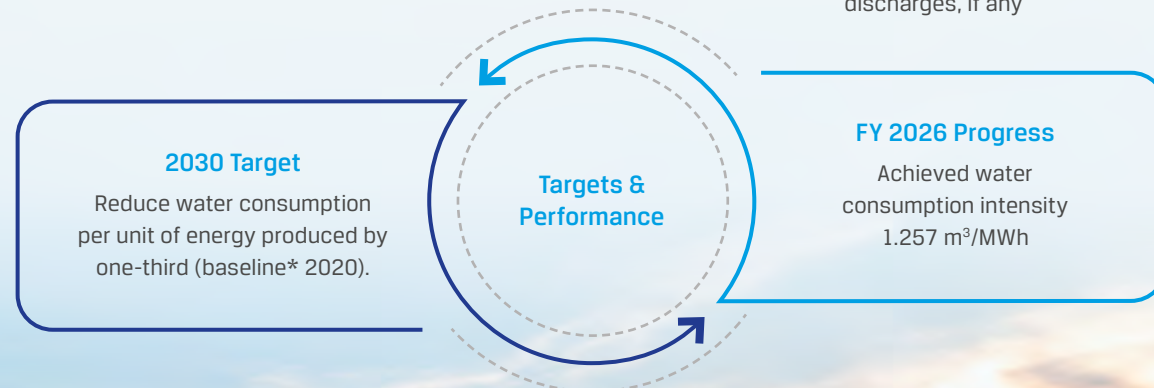 discharges, if any
2030 Target
Reduce water consumption
per unit of energy produced by
one-third (baseline* 2020).
Targets &
Performance
FY 2026 Progress
Achieved water
consumption intensity
1.257 m³/MWh